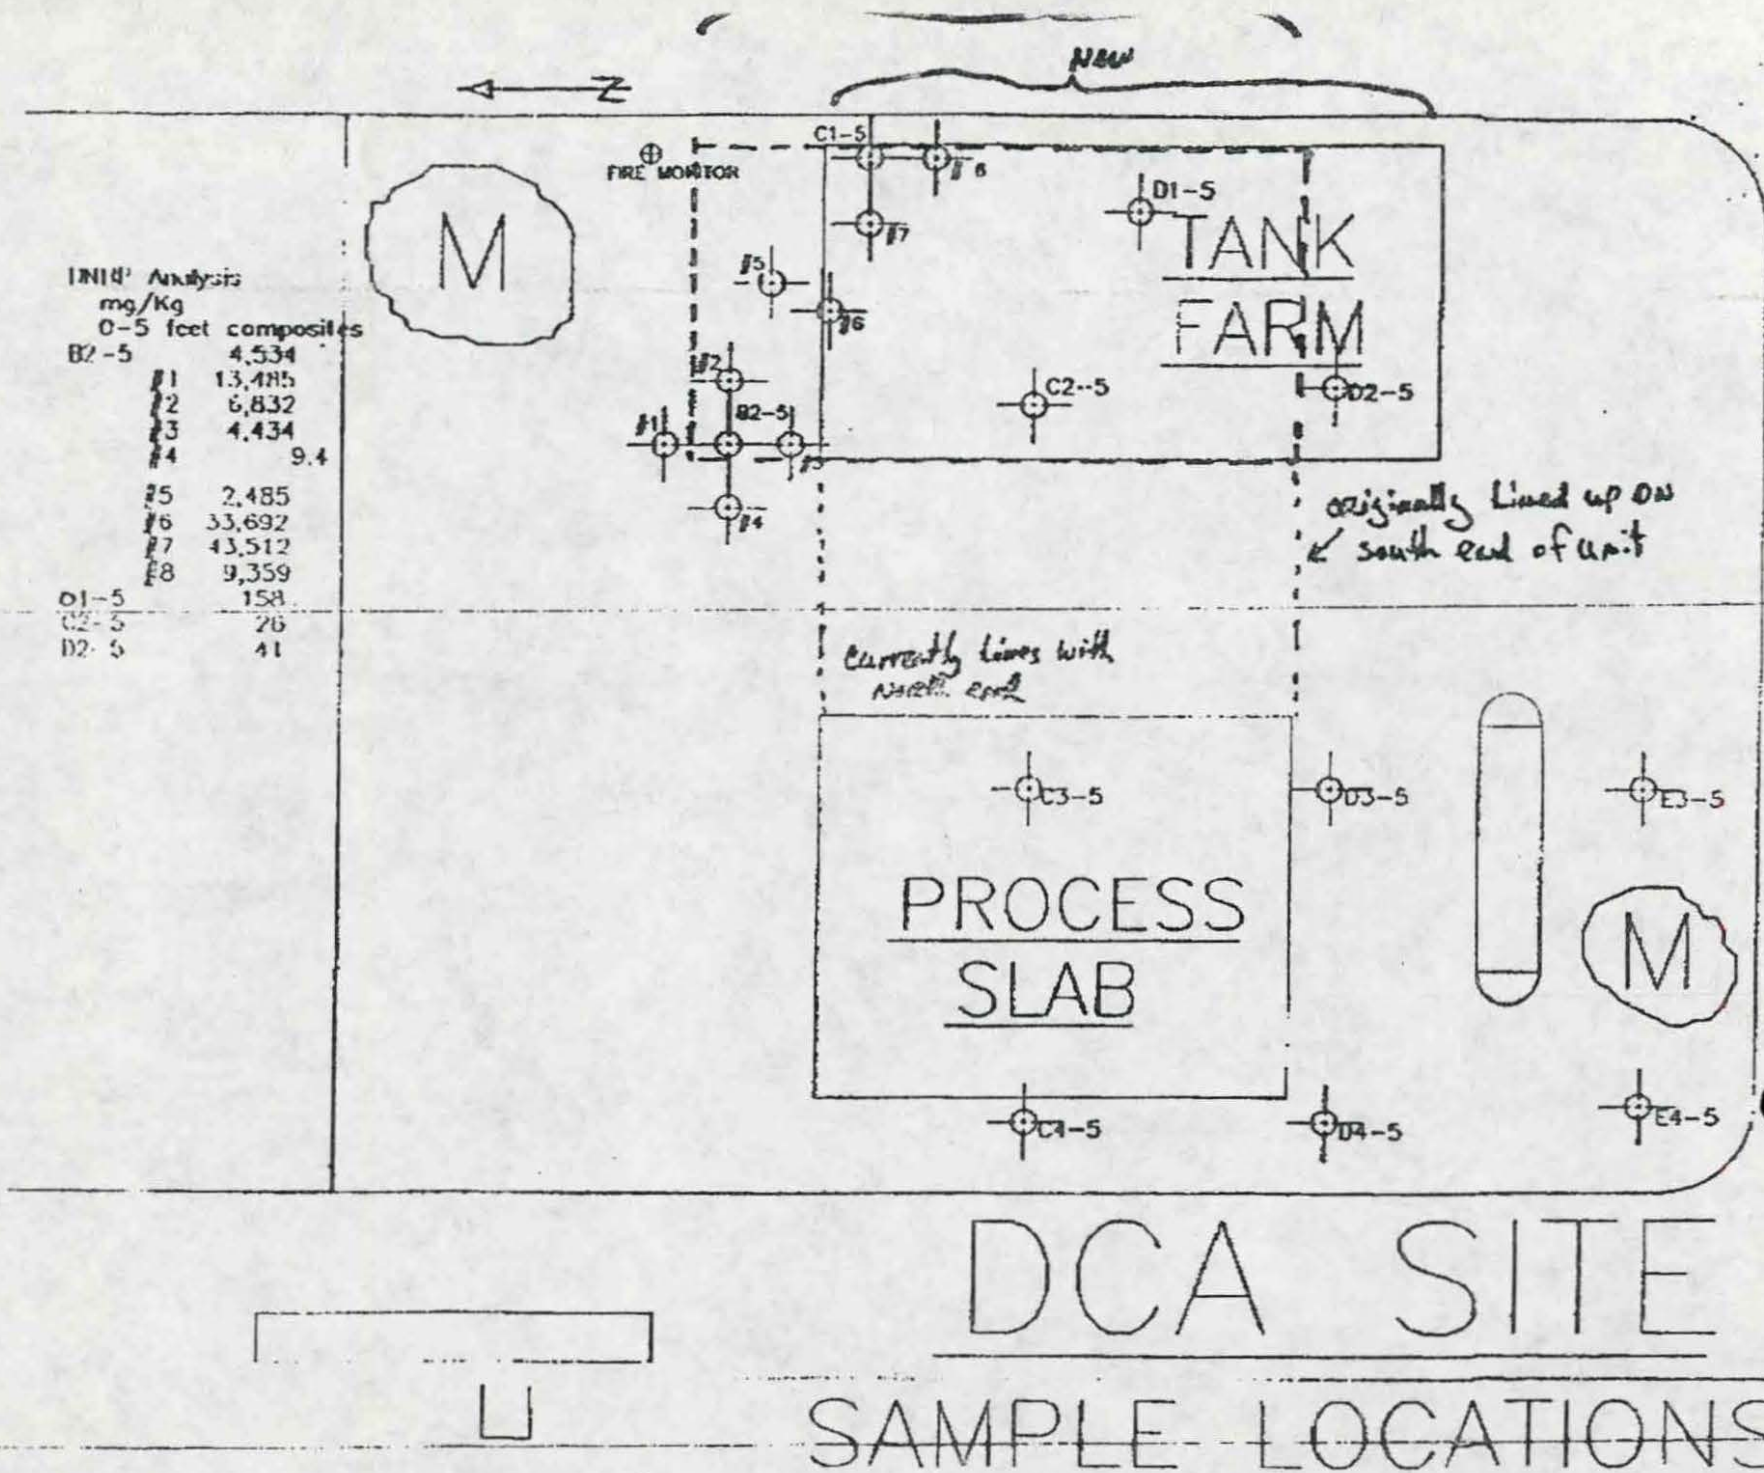 NEW
N
C1-5
FIRE MONITOR
#6
D1-5
M
#7
TANK
FARM
#5
#6
Analysis
mg/Kg
0-5 feet composites
B2-5 4,534
#1 13,485
#2 6,832
#3 4,434
#4 9.4
#5 2,485
#6 33,692
#7 43,512
#8 9,359
D1-5 158
C2-5 26
D2-5 41
#2
C2-5
D2-5
#1
B2-5
#3
#4
originally Lined up on
south end of unit
currently lines with
North end
C3-5
D3-5
E3-5
PROCESS
SLAB
M
C4-5
D4-5
E4-5
DCA SITE
SAMPLE LOCATIONS